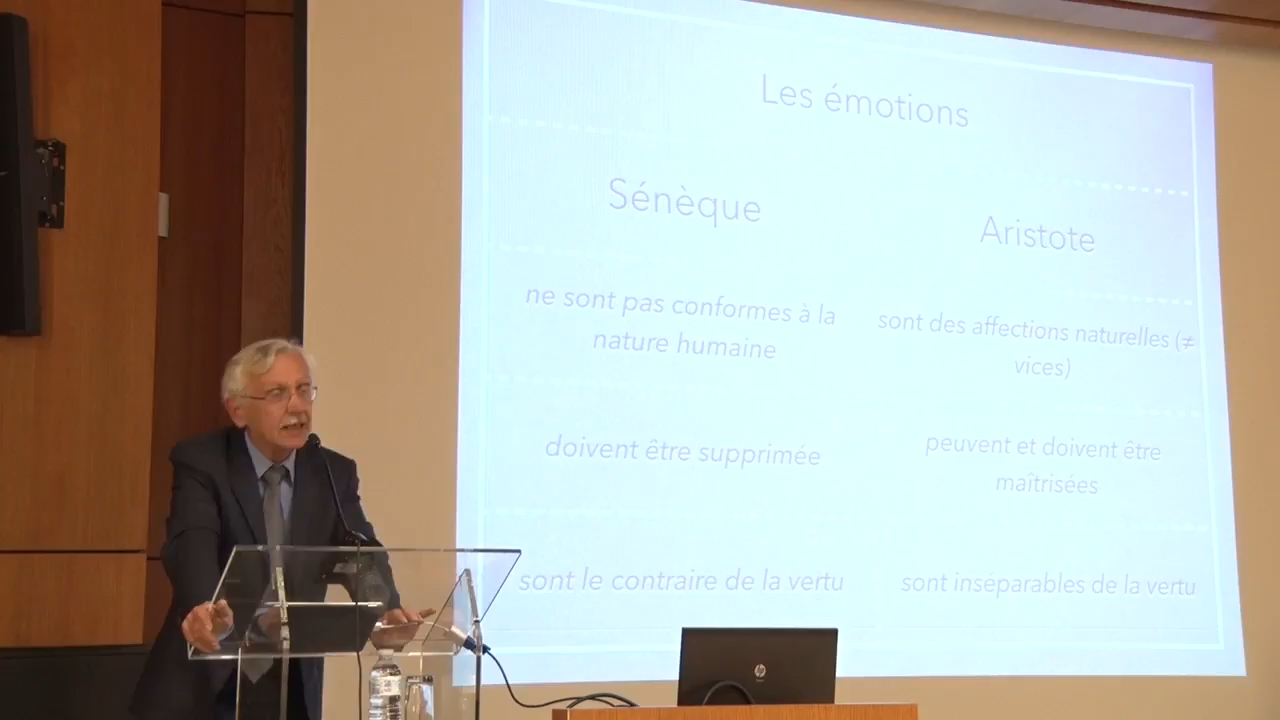 Les émotions
Sénèque
Aristote
ne sont pas conformes à la
nature humaine
sont des affections naturelles (≠
vices)
doivent être supprimée
peuvent et doivent être
maîtrisées
sont le contraire de la vertu
sont inséparables de la vertu
hp